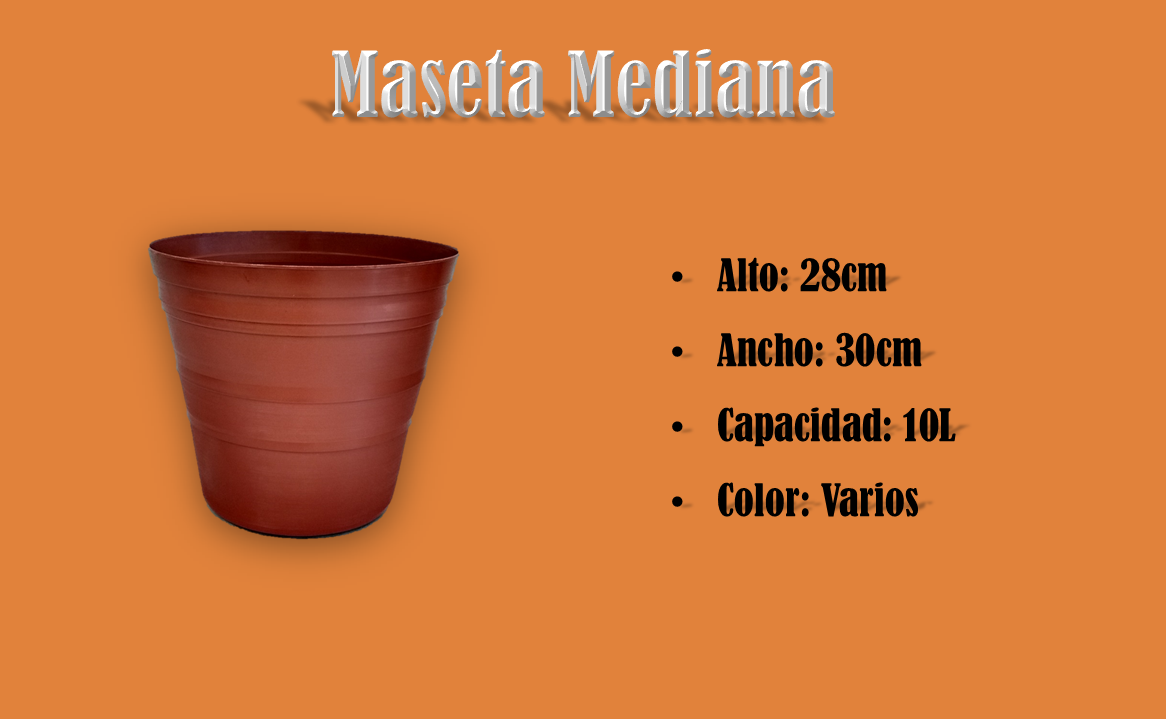 Maseta Mediana
• Alto: 28cm
• Ancho: 30cm
• Capacidad: 10L
• Color: Varios